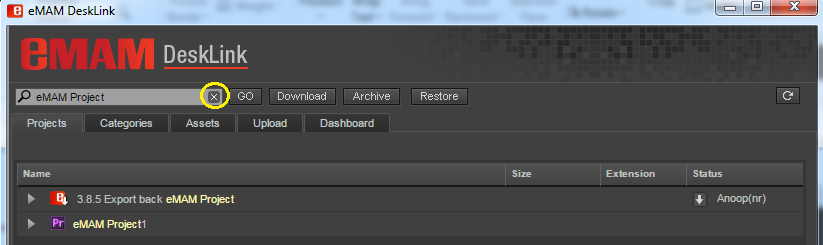 eMAM DeskLink
eMAM DeskLink
eMAM Project × GO Download Archive Restore
Projects Categories Assets Upload Dashboard
Name Size Extension Status
3.8.5 Export back eMAM Project Anoop(nr)
Pr eMAM Project1